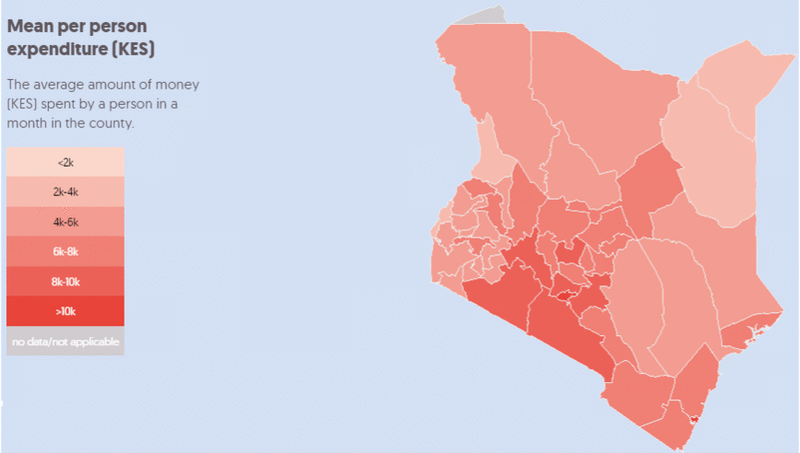 Mean per person
expenditure (KES)
The average amount of money
(KES) spent by a person in a
month in the county.
<2k
2k-4k
4k-6k
6k-8k
8k-10k
>10k
no data/not applicable